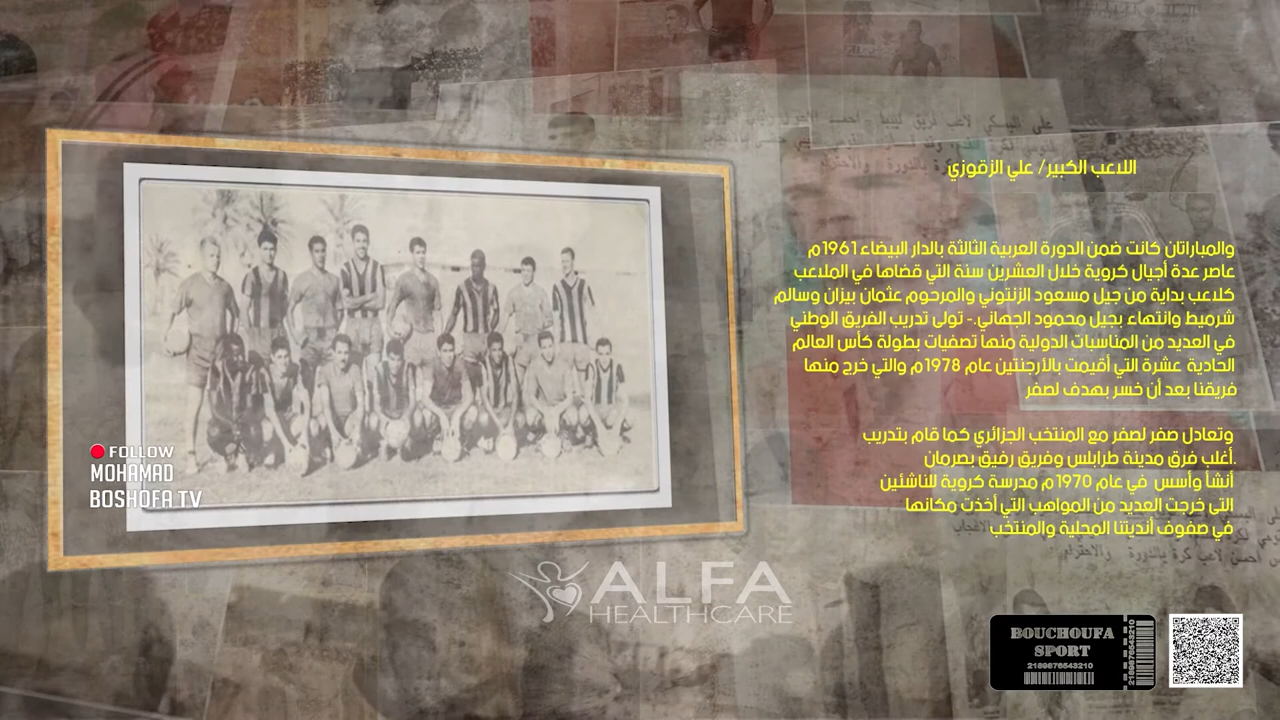 اللاعب الكبير/ علي الزقوزي
والمباراتان كانت ضمن الدورة العربية الثالثة بالدار البيضاء 1961م
عاصر عدة أجيال كروية خلال العشرين سنة التي قضاها في الملاعب
كلاعب بداية من جيل مسعود الزنتوني والمرحوم عثمان بيزان وسالم
شرميط وانتهاء بجيل محمود الجهاني.- تولى تدريب الفريق الوطني
في العديد من المناسبات الدولية منها تصفيات بطولة كأس العالم
الحادية عشرة التي أقيمت بالأرجنتين عام 1978م والتي خرج منها
فريقنا بعد أن خسر بهدف لصفر
وتعادل صفر لصفر مع المنتخب الجزائري كما قام بتدريب
.أغلب فرق مدينة طرابلس وفريق رفيق بصرمان
أنشأ وأسس في عام 1970م مدرسة كروية للناشئين
التى خرجت العديد من المواهب التي أخذت مكانها
في صفوف أنديتنا المحلية والمنتخب
FOLLOW
MOHAMAD
BOSHOFA TV
ALFA
HEALTHCARE
BOUCHOUFA
SPORT
2189876543210
2189876543210